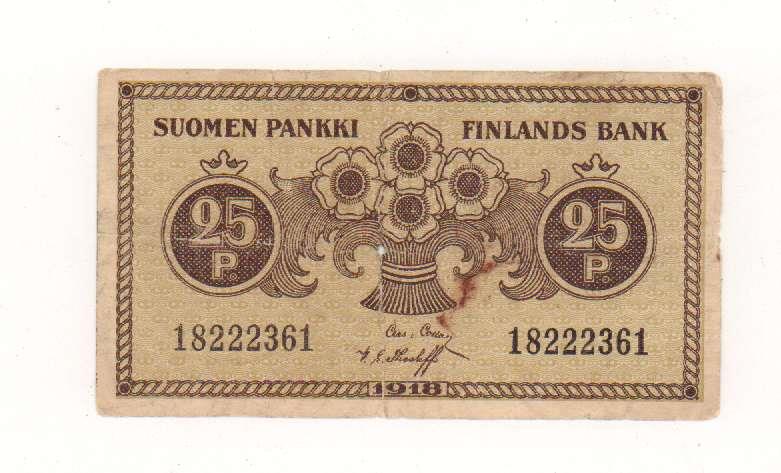 SUOMEN PANKKI FINLANDS BANK
25 P. 25 P
18222361 18222361
1918